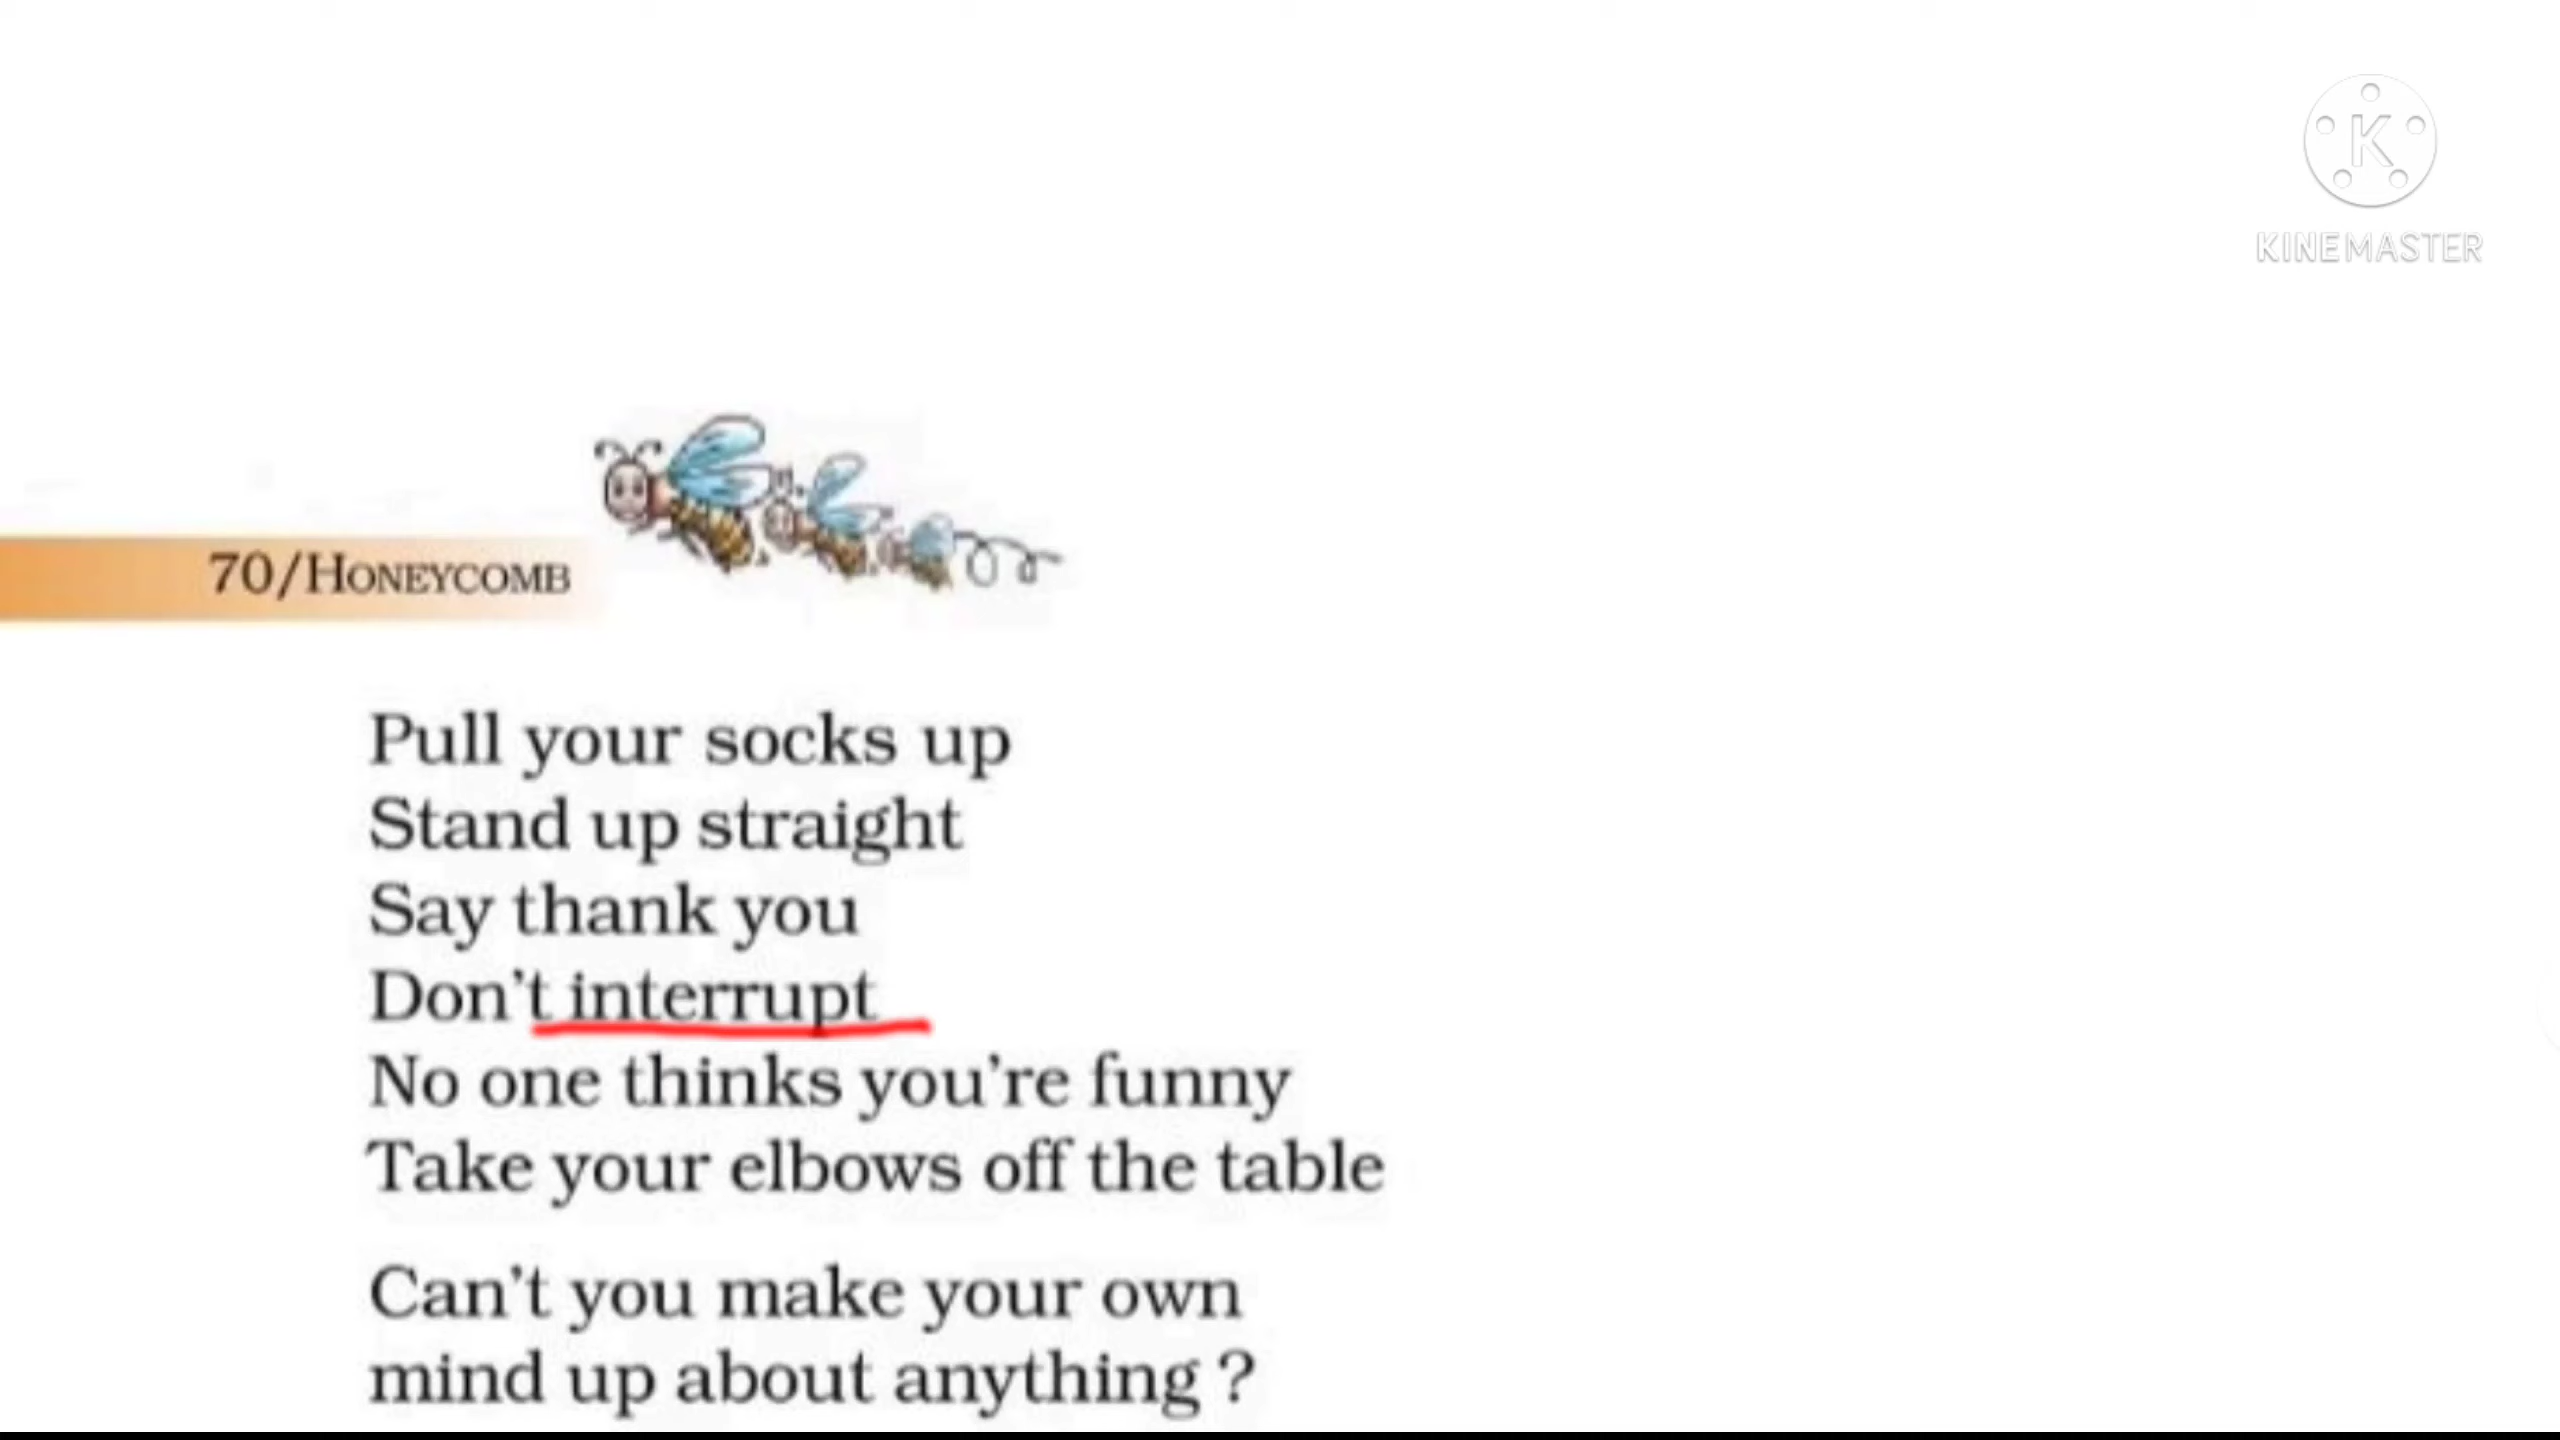 K
KINEMASTER
70/HONEYCOMB
Pull your socks up
Stand up straight
Say thank you
Don't interrupt
No one thinks you're funny
Take your elbows off the table
Can't you make your own
mind up about anything ?